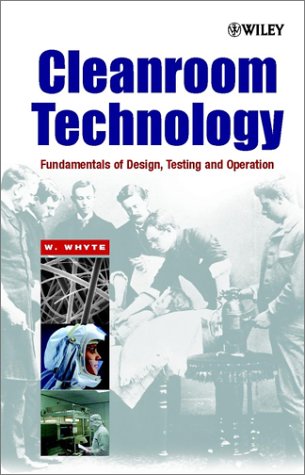 WILEY
Cleanroom
Technology
Fundamentals of Design, Testing and Operation
W. WHYTE